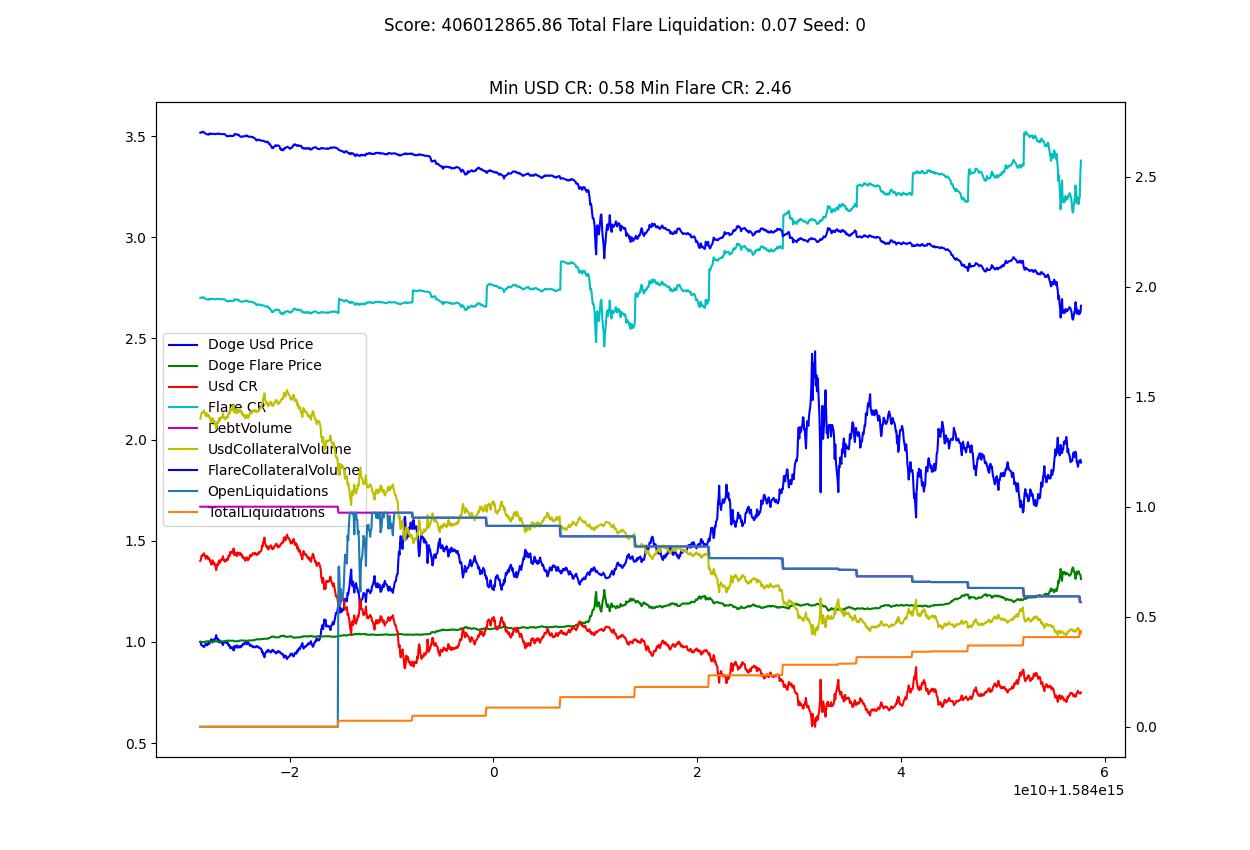 Score: 406012865.86 Total Flare Liquidation: 0.07 Seed: 0
Min USD CR: 0.58 Min Flare CR: 2.46
3.5
3.0
2.5
2.0
1.5
1.0
0.5
Doge Usd Price
Doge Flare Price
Usd CR
Flare CR
DebtVolume
UsdCollateralVolume
FlareCollateralVolume
OpenLiquidations
TotalLiquidations
2.5
2.0
1.5
1.0
0.5
0.0
−2 0 2 4 6
1e10+1.584e15